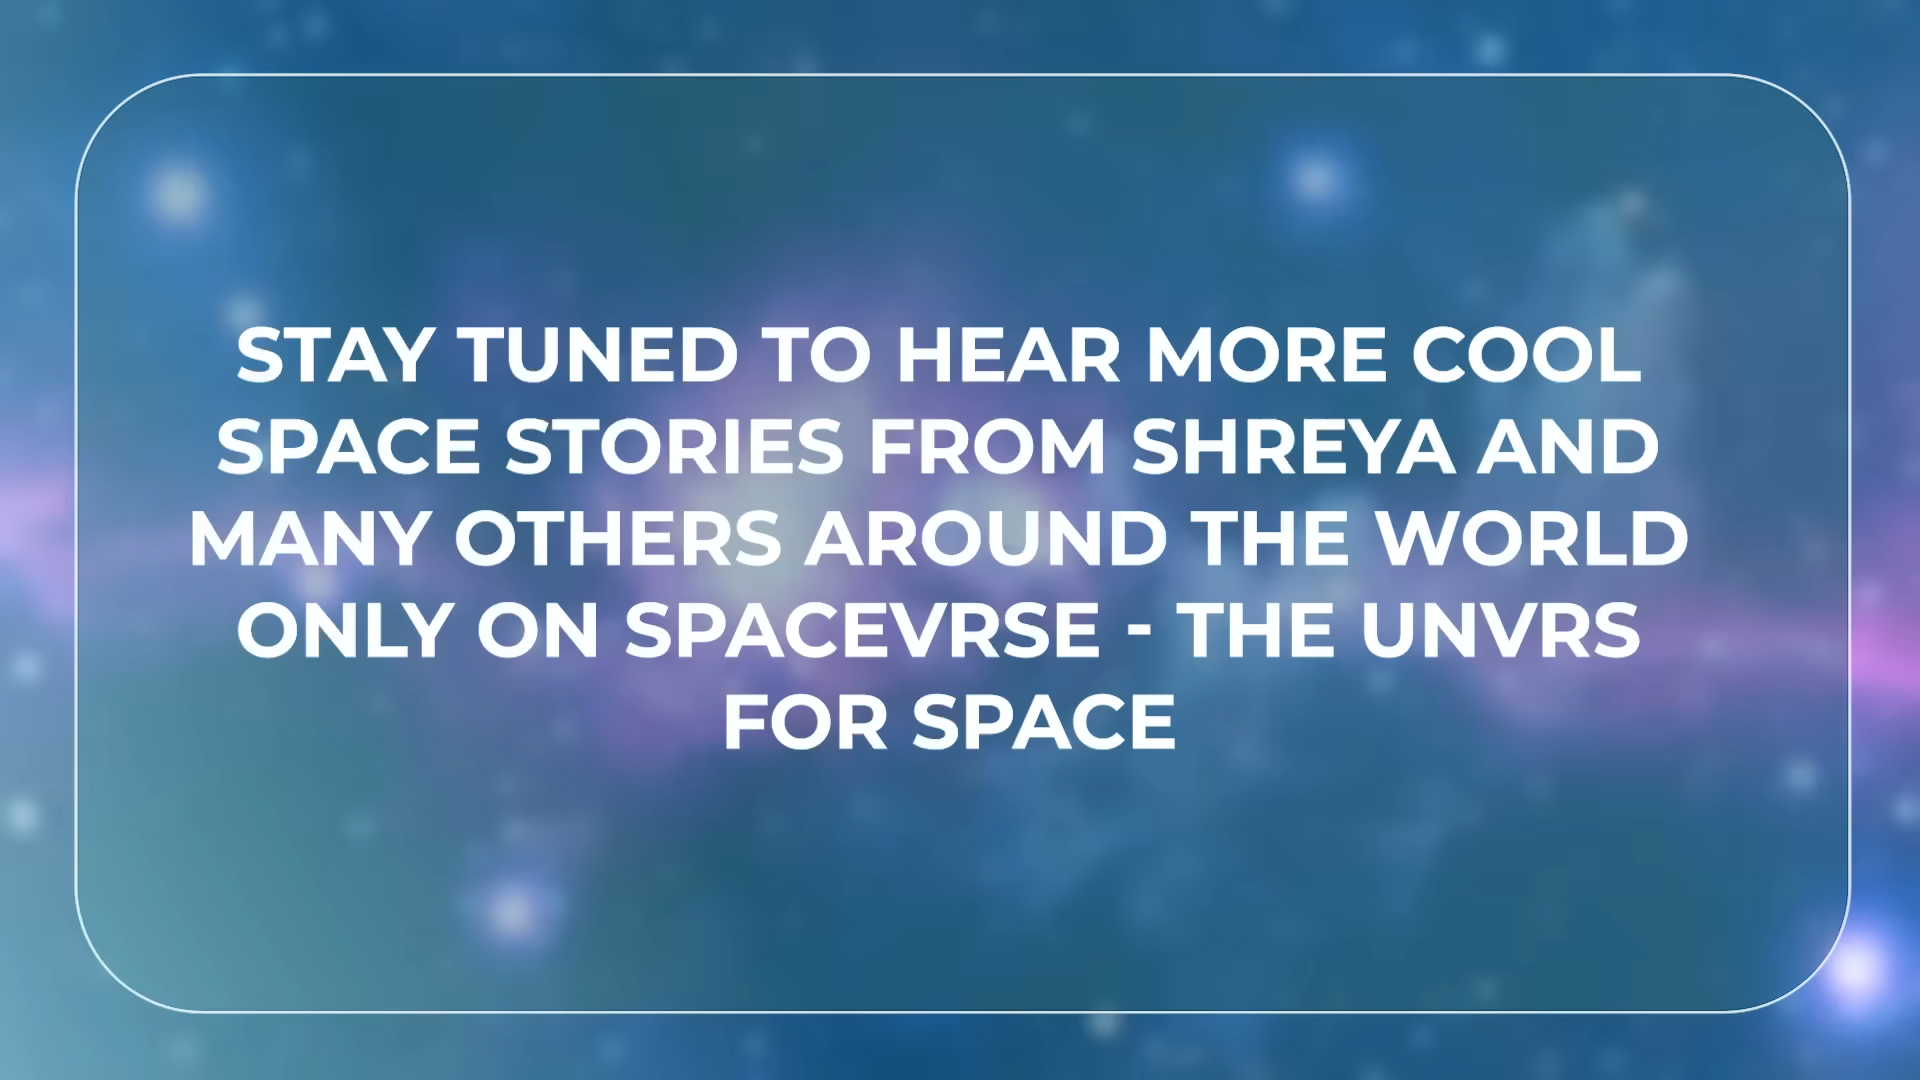 STAY TUNED TO HEAR MORE COOL
SPACE STORIES FROM SHREYA AND
MANY OTHERS AROUND THE WORLD
ONLY ON SPACEVRSE - THE UNVRS
FOR SPACE